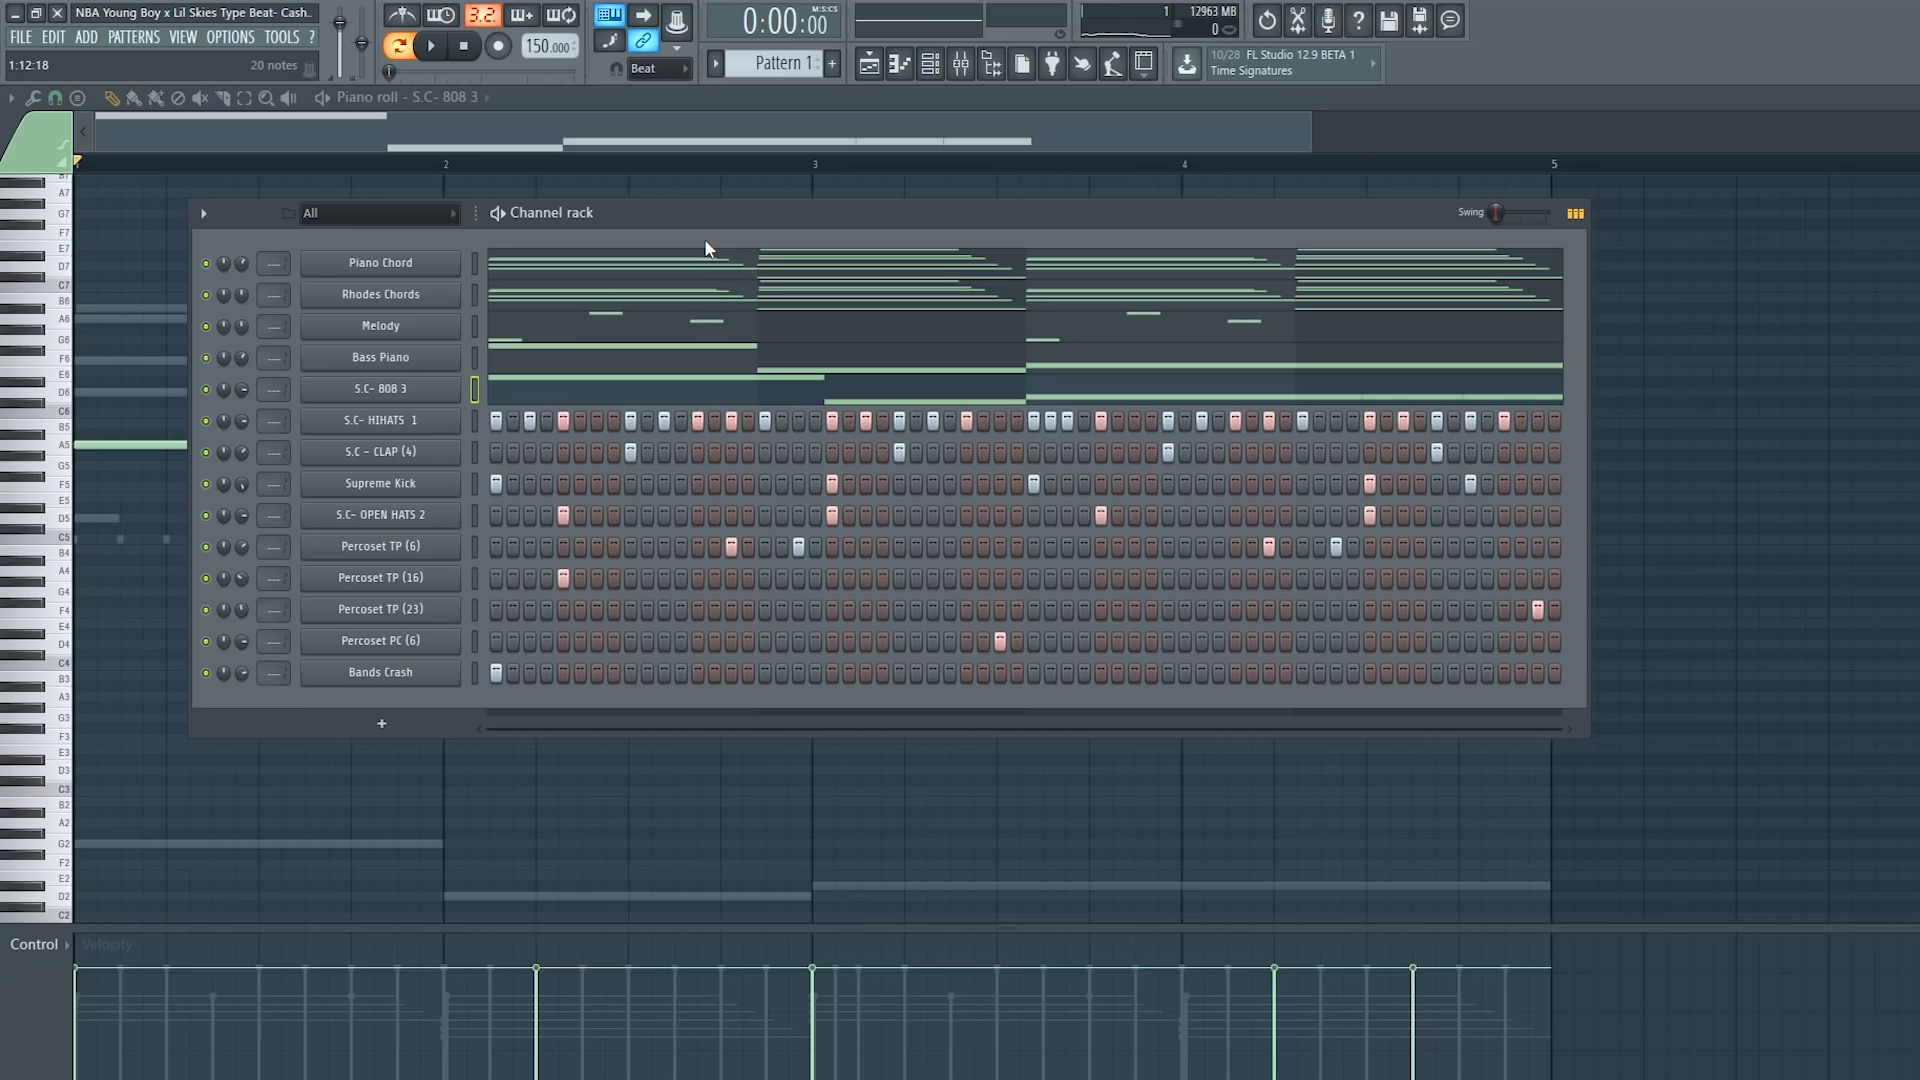 NBA Young Boy x Lil Skies Type Beat- Cash..
FILE EDIT ADD PATTERNS VIEW OPTIONS TOOLS ?
1:12:18 20 notes
3.2.
150.000
Beat
0:00:00 M:S:CS
Pattern 1
1 12963 MB
0
10/28 FL Studio 12.9 BETA 1
Time Signatures
Piano roll - S.C- 808 3
2 3 4 5
All
Channel rack
Swing
Piano Chord
Rhodes Chords
Melody
Bass Piano
S.C- 808 3
S.C- HIHATS 1
S.C - CLAP (4)
Supreme Kick
S.C- OPEN HATS 2
Percoset TP (6)
Percoset TP (16)
Percoset TP (23)
Percoset PC (6)
Bands Crash
+
B7
A7
G7
F7
E7
D7
C7
B6
A6
G6
F6
E6
D6
C6
B5
A5
G5
F5
E5
D5
C5
B4
A4
G4
F4
E4
D4
C4
B3
A3
G3
F3
E3
D3
C3
B2
A2
G2
F2
E2
D2
C2
Control Velocity